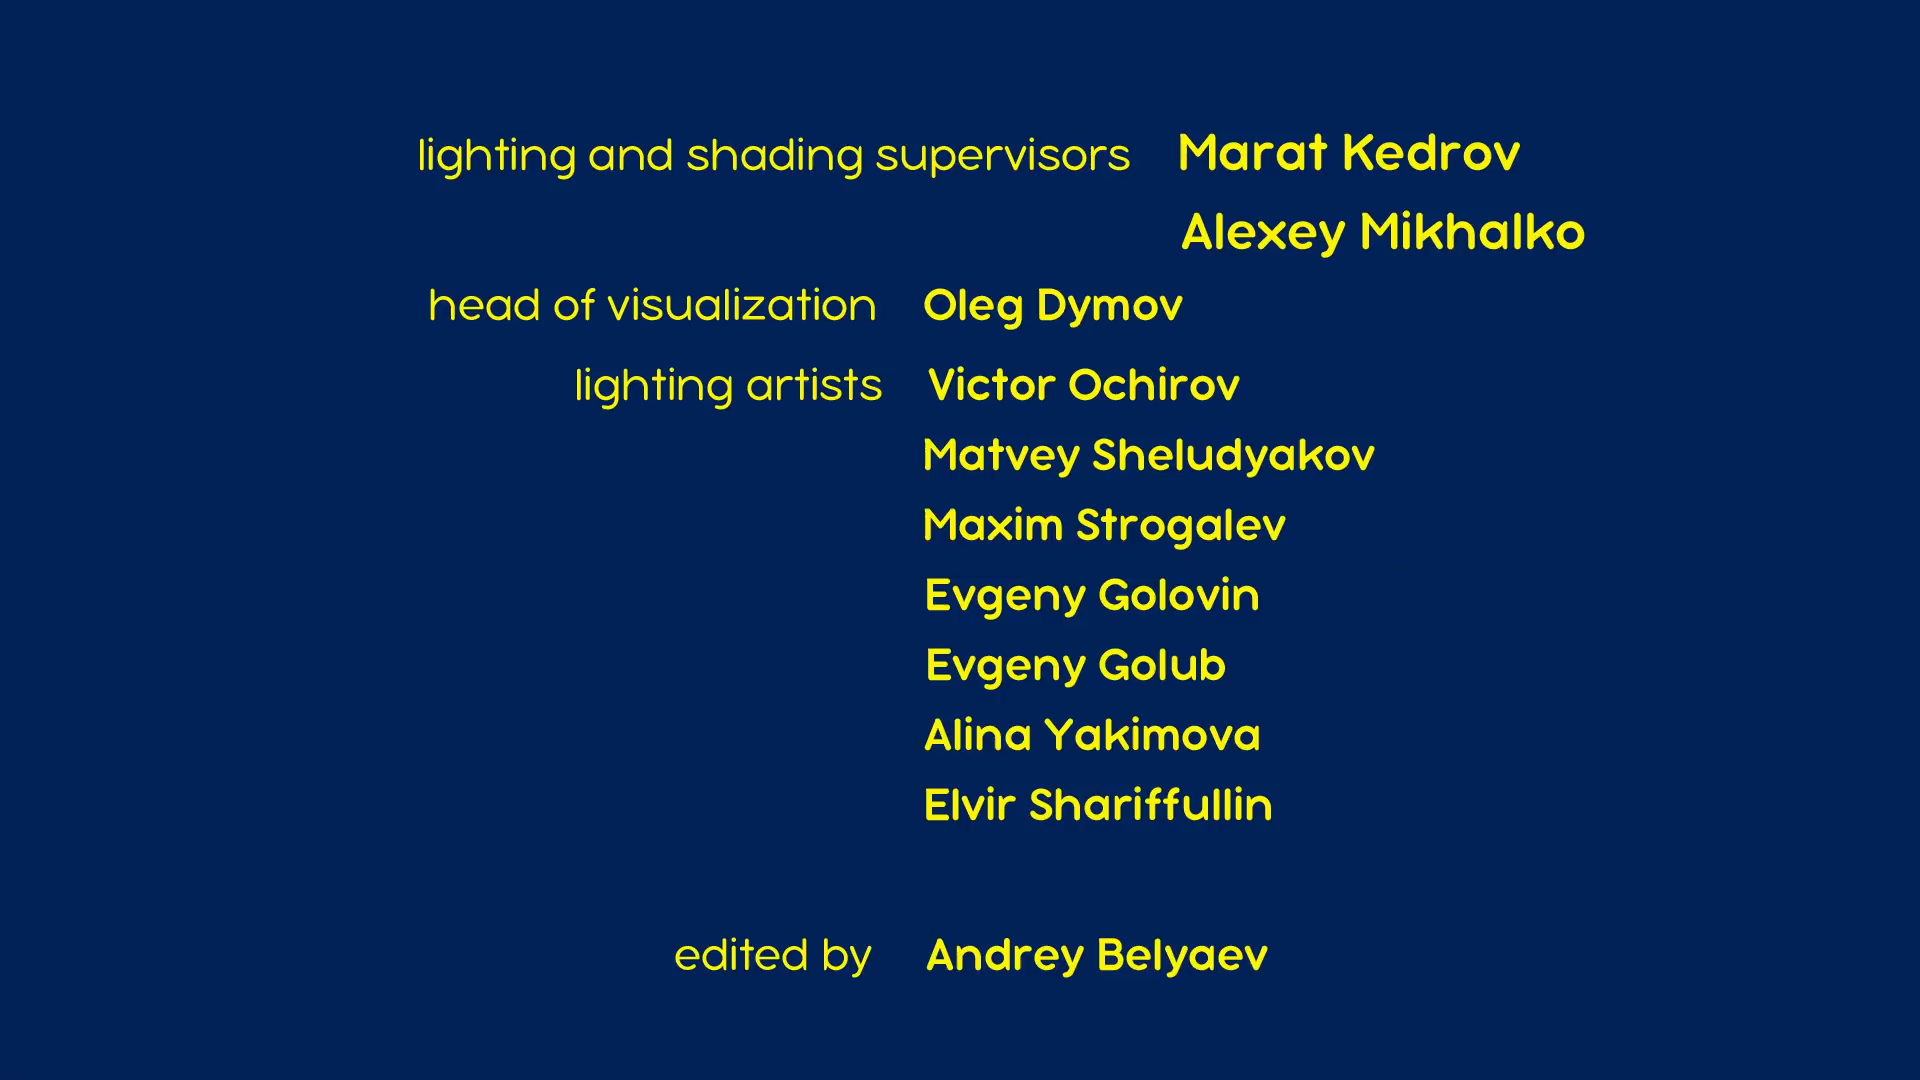 lighting and shading supervisors Marat Kedrov
Alexey Mikhalko
head of visualization Oleg Dymov
lighting artists Victor Ochirov
Matvey Sheludyakov
Maxim Strogalev
Evgeny Golovin
Evgeny Golub
Alina Yakimova
Elvir Shariffullin
edited by Andrey Belyaev